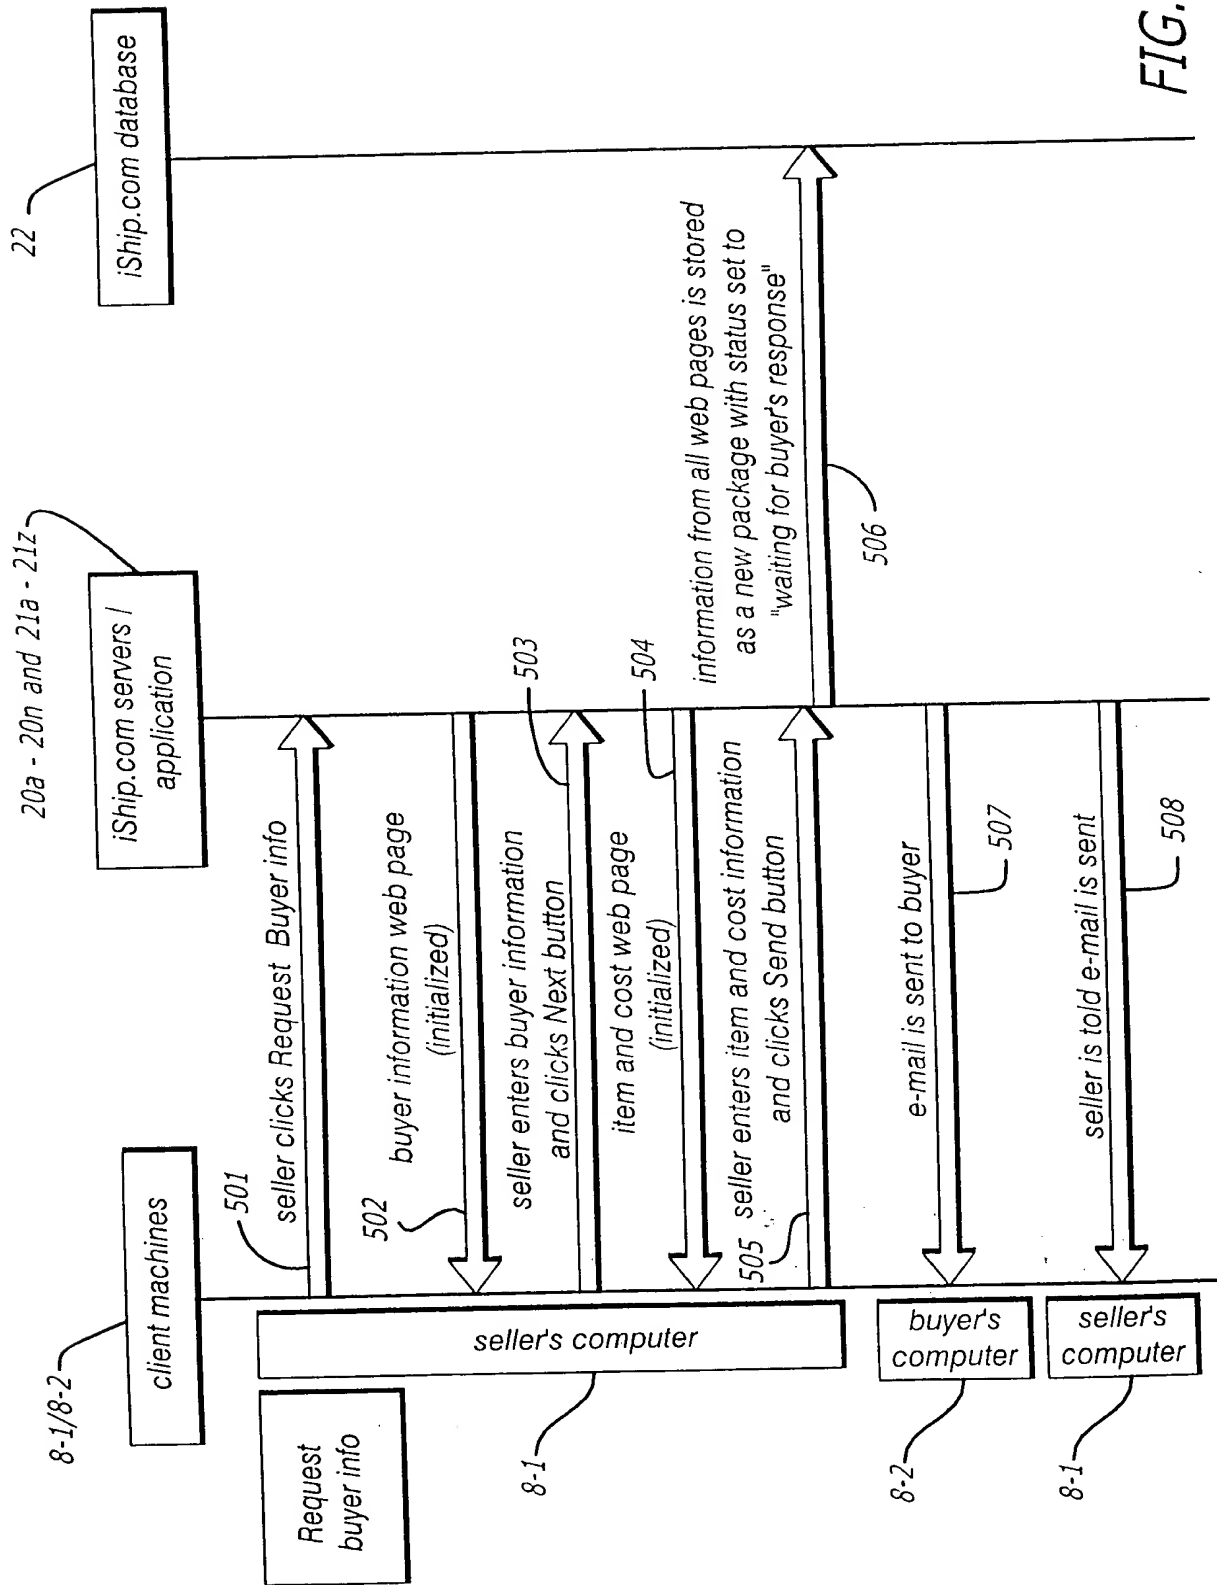 FIG.
8-1/8-2
client machines
20a - 20n and 21a - 21z
iShip.com servers /
application
22
iShip.com database
Request
buyer info
seller's computer
8-1
501
seller clicks Request Buyer info
502
buyer information web page
(initialized)
seller enters buyer information
and clicks Next button
503
item and cost web page
(initialized)
504
505
seller enters item and cost information
and clicks Send button
information from all web pages is stored
as a new package with status set to
"waiting for buyer's response"
506
buyer's
computer
8-2
e-mail is sent to buyer
507
seller's
computer
8-1
seller is told e-mail is sent
508